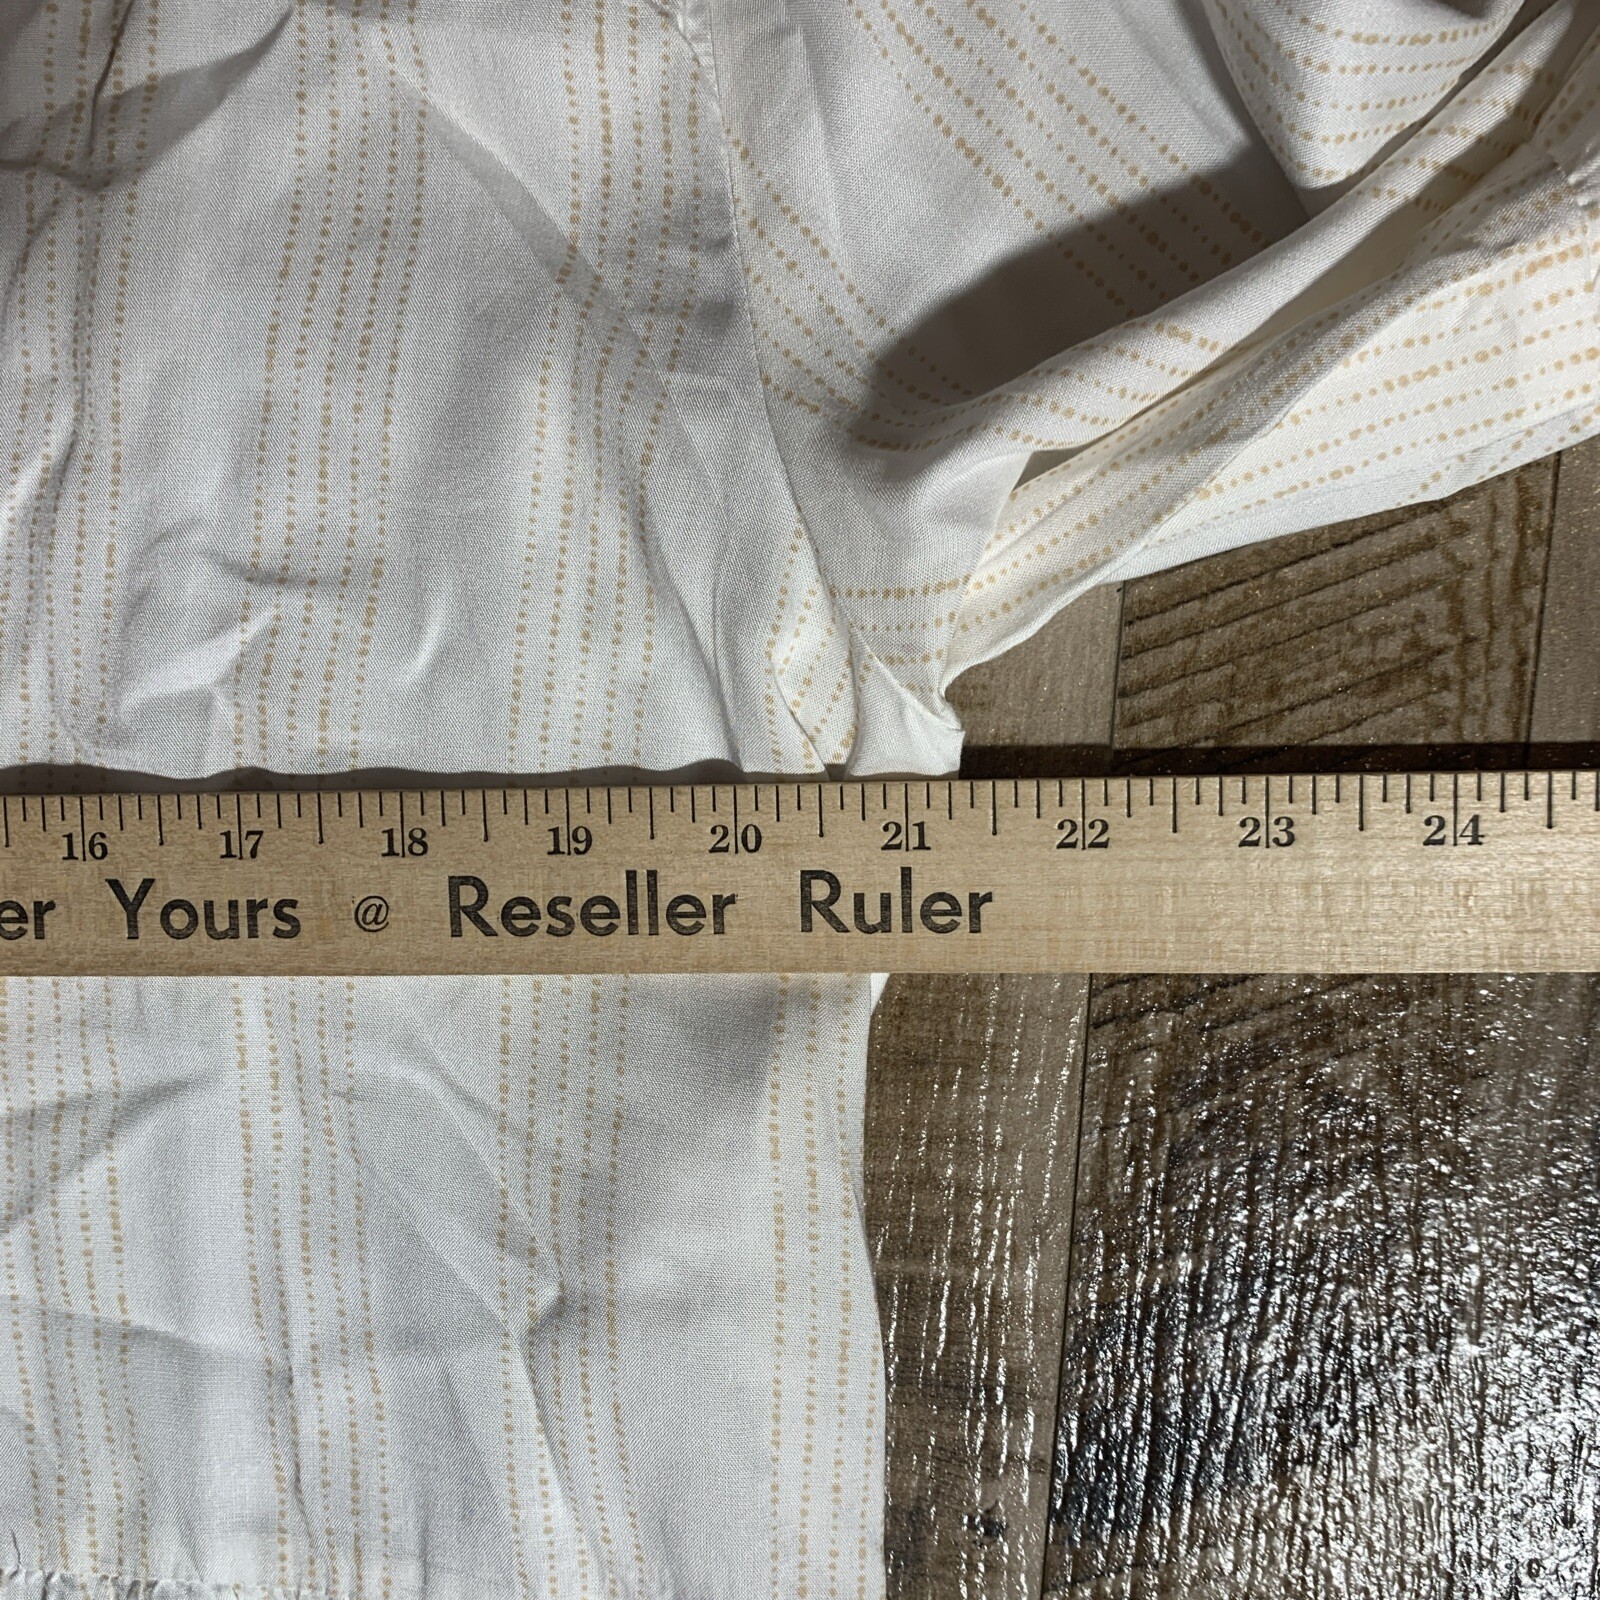 16 17 18 19 20 21 22 23 24
er Yours @ Reseller Ruler